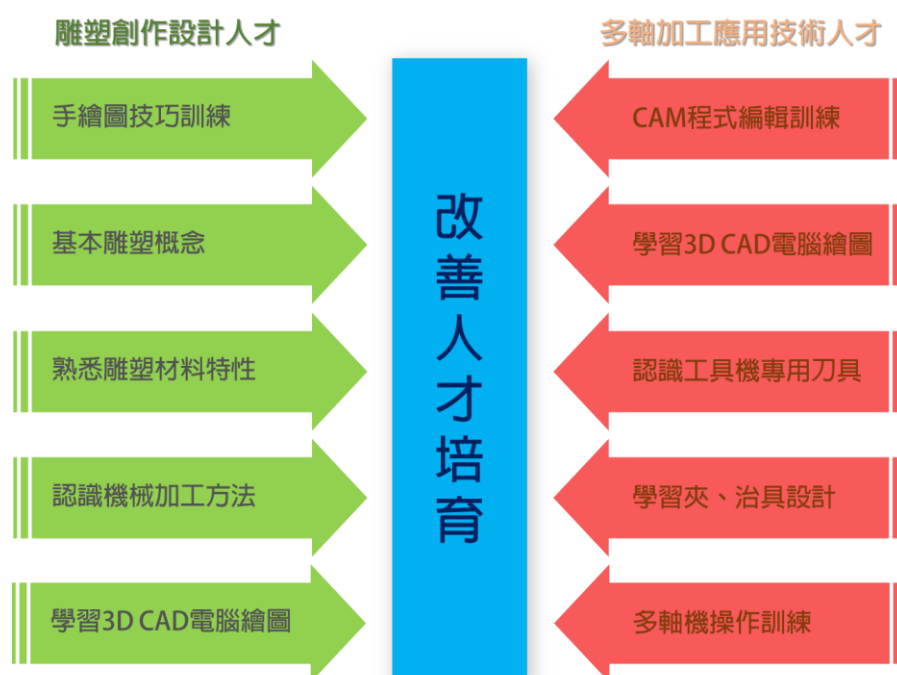 雕塑創作設計人才
手繪圖技巧訓練
基本雕塑概念
熟悉雕塑材料特性
認識機械加工方法
學習3D CAD電腦繪圖
改善人才培育
多軸加工應用技術人才
CAM程式編輯訓練
學習3D CAD電腦繪圖
認識工具機專用刀具
學習夾、治具設計
多軸機操作訓練